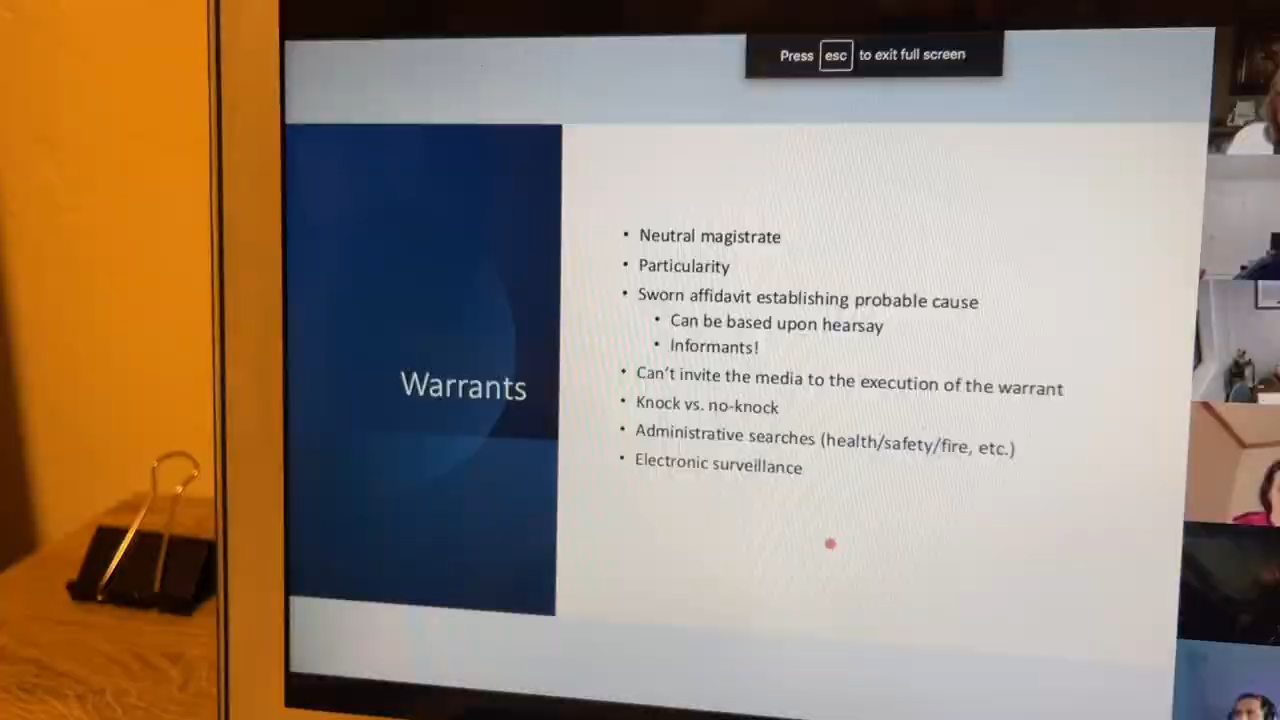 Press esc to exit full screen
Warrants
• Neutral magistrate
• Particularity
• Sworn affidavit establishing probable cause
• Can be based upon hearsay
• Informants!
• Can't invite the media to the execution of the warrant
• Knock vs. no-knock
• Administrative searches (health/safety/fire, etc.)
• Electronic surveillance